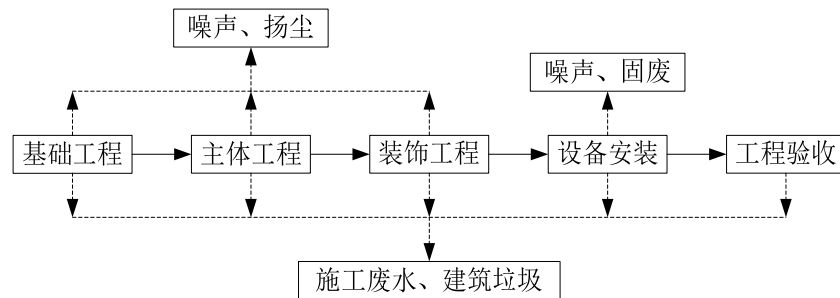 噪声、扬尘
噪声、固废
基础工程
主体工程
装饰工程
设备安装
工程验收
施工废水、建筑垃圾